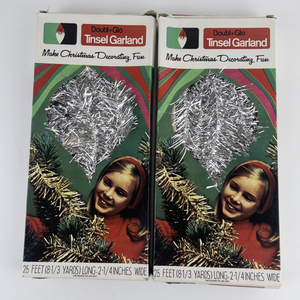 Doubl-Glo
Tinsel Garland
Make Christmas Decorating Fun
25 FEET (8-1/3 YARDS) LONG-2-1/4 INCHES WIDE
Doubl-Glo
Tinsel Garland
Make Christmas Decorating Fun
25 FEET (8-1/3 YARDS) LONG-2-1/4 INCHES WIDE